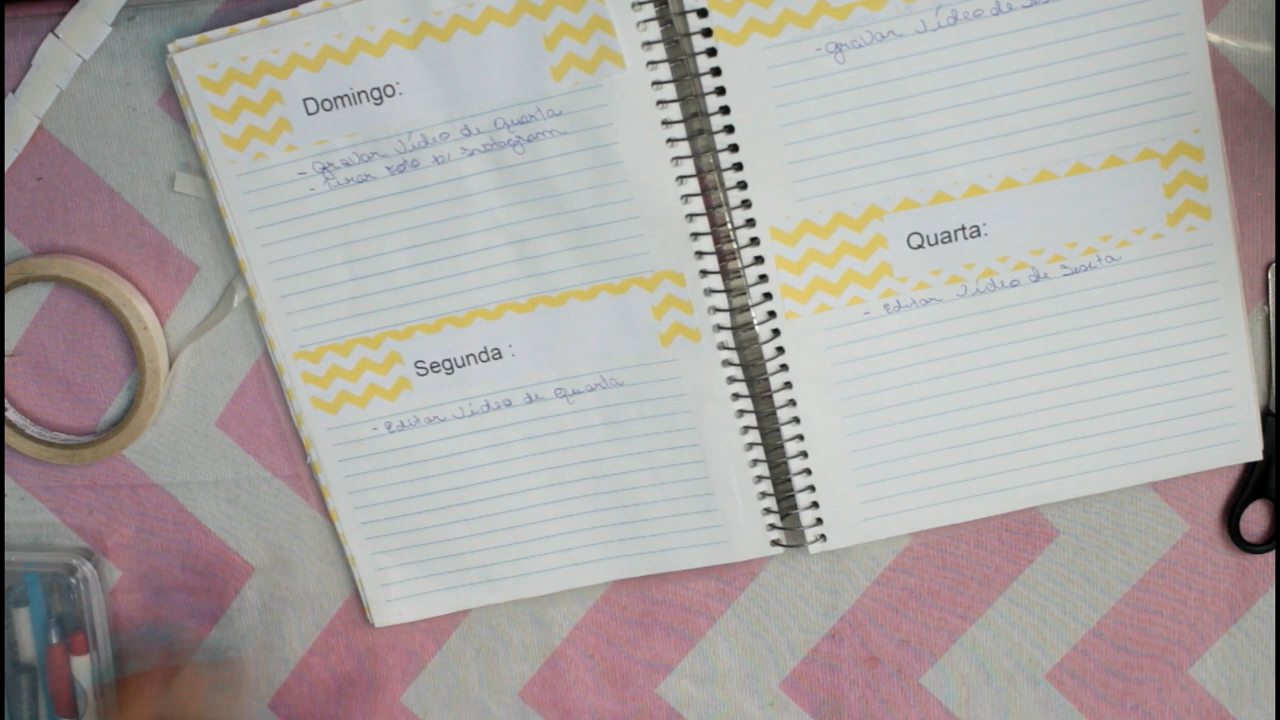 Domingo:
- Gravar Vídeo de Quarta
- Tirar foto p/ Instagram
Segunda :
- Editar Vídeo de Quarta
- Gravar Vídeo de
Quarta:
- Editar Vídeo de Sexta